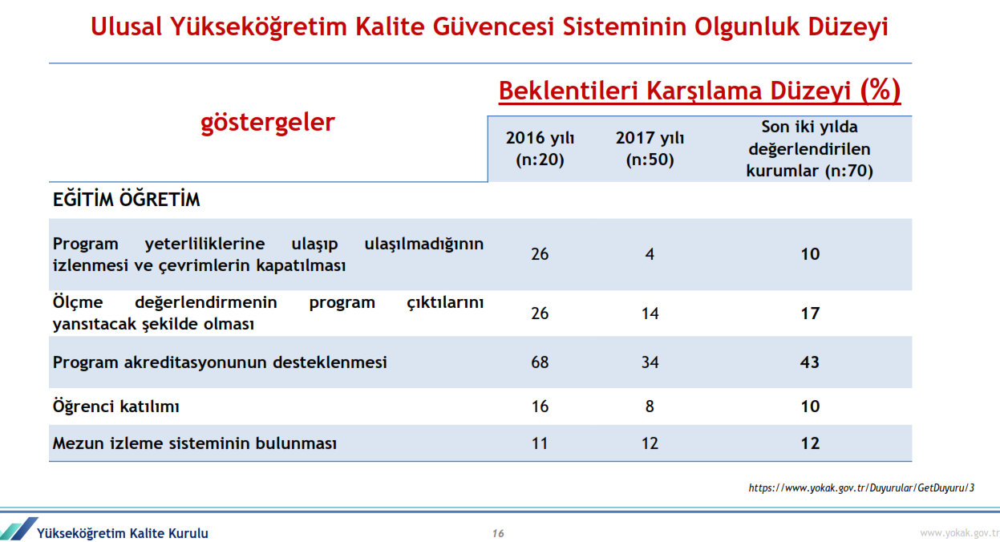 Ulusal Yükseköğretim Kalite Güvencesi Sisteminin Olgunluk Düzeyi
göstergeler
Beklentileri Karşılama Düzeyi (%)
2016 yılı
(n:20)
2017 yılı
(n:50)
Son iki yılda
değerlendirilen
kurumlar (n:70)
EĞİTİM ÖĞRETİM
Program yeterliliklerine ulaşıp ulaşılmadığının
izlenmesi ve çevrimlerin kapatılması
26 4 10
Ölçme değerlendirmenin program çıktılarını
yansıtacak şekilde olması
26 14 17
Program akreditasyonunun desteklenmesi 68 34 43
Öğrenci katılımı 16 8 10
Mezun izleme sisteminin bulunması 11 12 12
https://www.yokak.gov.tr/Duyurular/GetDuyuru/3
Yükseköğretim Kalite Kurulu 16 www.yokak.gov.tr